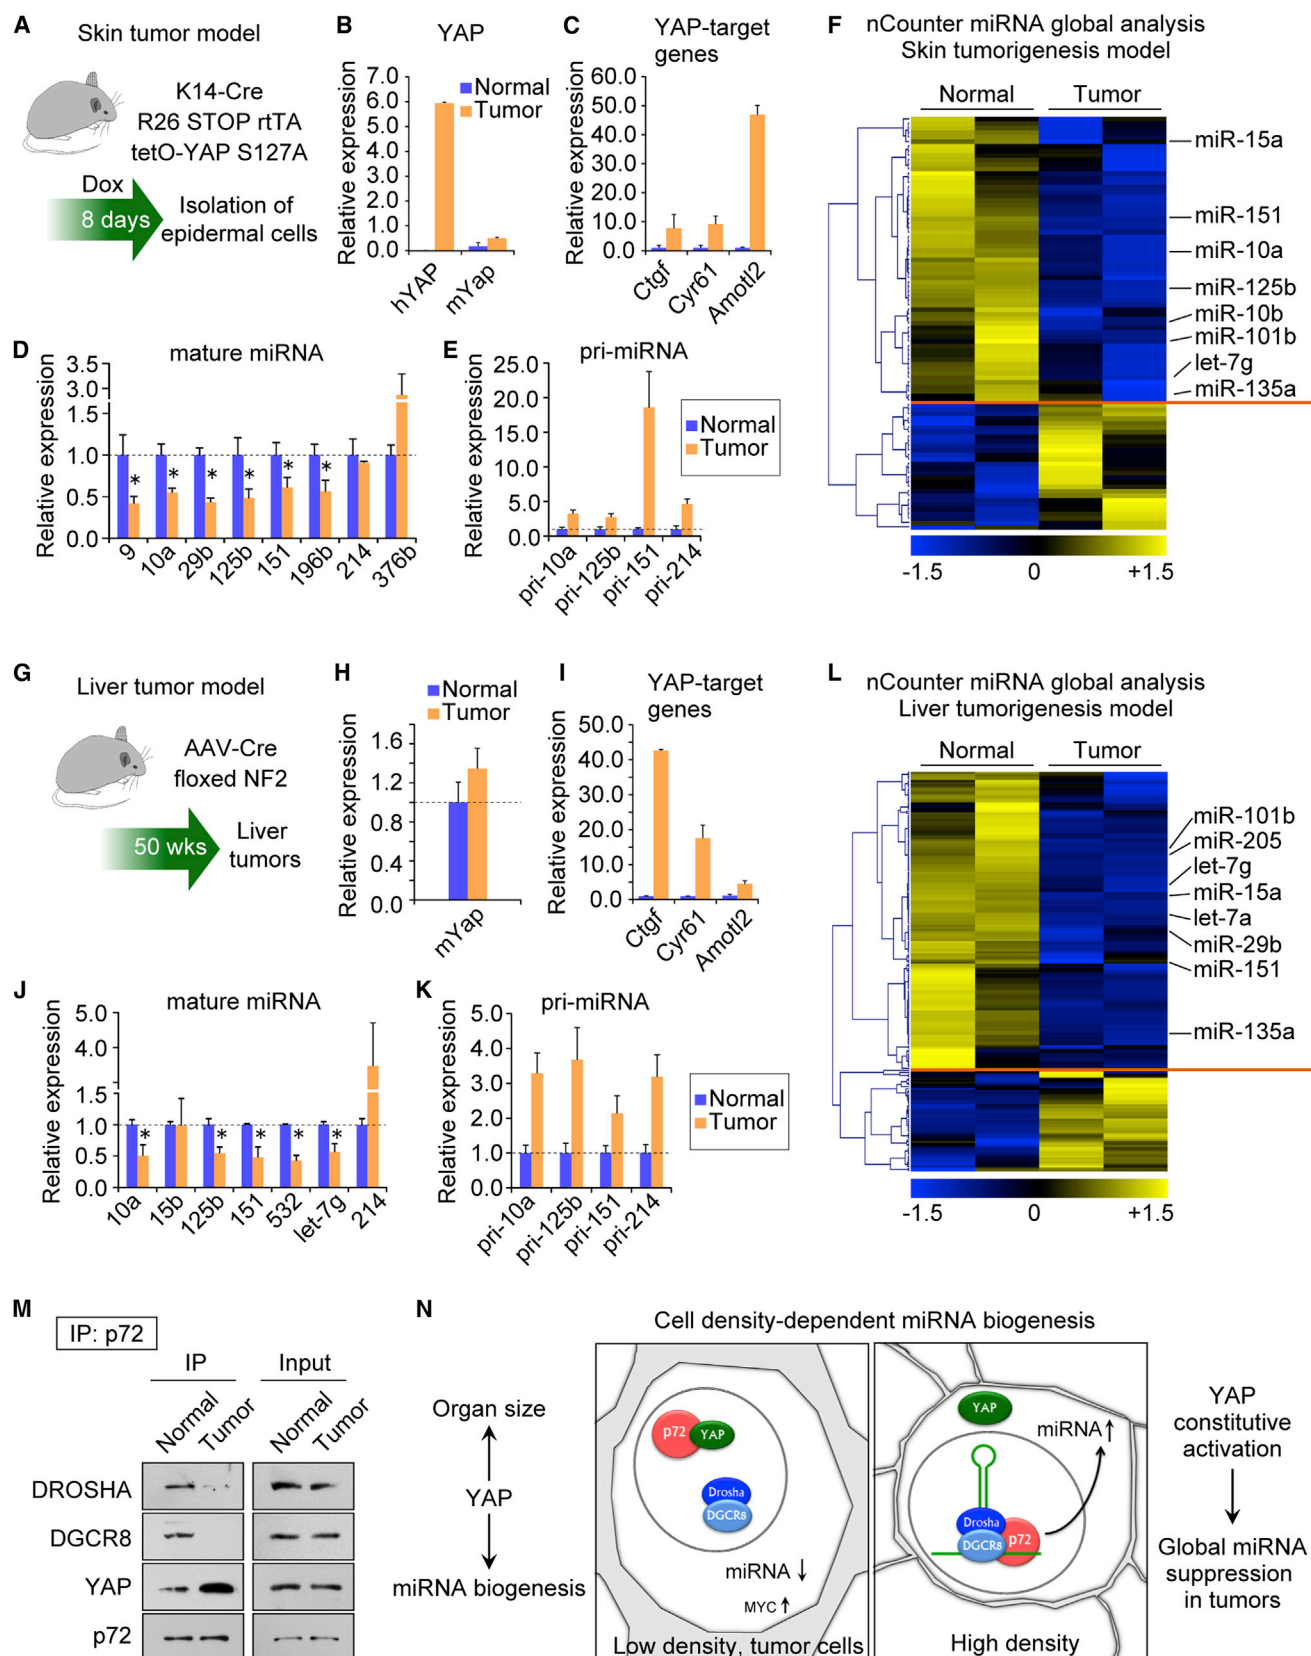 A
Skin tumor model
K14-Cre
R26 STOP rtTA
tetO-YAP S127A
Dox
8 days
Isolation of
epidermal cells
B
YAP
Relative expression
7.0
6.0
5.0
4.0
3.0
2.0
1.0
0.0
Normal
Tumor
hYAP
mYap
C
YAP-target
genes
Relative expression
60.0
50.0
40.0
30.0
20.0
10.0
0.0
Ctgf
Cyr61
Amotl2
D
mature miRNA
Relative expression
3.5
3.0
1.5
1.0
0.5
0.0
* * * * * *
9
10a
29b
125b
151
196b
214
376b
E
pri-miRNA
Relative expression
25.0
20.0
15.0
10.0
5.0
0.0
Normal
Tumor
pri-10a
pri-125b
pri-151
pri-214
F
nCounter miRNA global analysis
Skin tumorigenesis model
Normal Tumor
miR-15a
miR-151
miR-10a
miR-125b
miR-10b
miR-101b
let-7g
miR-135a
-1.5 0 +1.5
G
Liver tumor model
AAV-Cre
floxed NF2
50 wks
Liver
tumors
H
Normal
Tumor
Relative expression
1.6
1.2
0.8
0.4
0.0
mYap
I
YAP-target
genes
Relative expression
50.0
40.0
30.0
20.0
10.0
0.0
Ctgf
Cyr61
Amotl2
J
mature miRNA
Relative expression
5.0
4.0
1.5
1.0
0.5
0.0
* * * * *
10a
15b
125b
151
532
let-7g
214
K
pri-miRNA
Relative expression
5.0
4.0
3.0
2.0
1.0
0.0
Normal
Tumor
pri-10a
pri-125b
pri-151
pri-214
L
nCounter miRNA global analysis
Liver tumorigenesis model
Normal Tumor
miR-101b
miR-205
let-7g
miR-15a
let-7a
miR-29b
miR-151
miR-135a
-1.5 0 +1.5
M
IP: p72
IP Input
Normal Tumor Normal Tumor
DROSHA
DGCR8
YAP
p72
N
Cell density-dependent miRNA biogenesis
Organ size
YAP
miRNA biogenesis
p72
YAP
Drosha
DGCR8
miRNA ↓
MYC ↑
Low density, tumor cells
YAP
miRNA ↑
Drosha
DGCR8
p72
High density
YAP
constitutive
activation
Global miRNA
suppression
in tumors